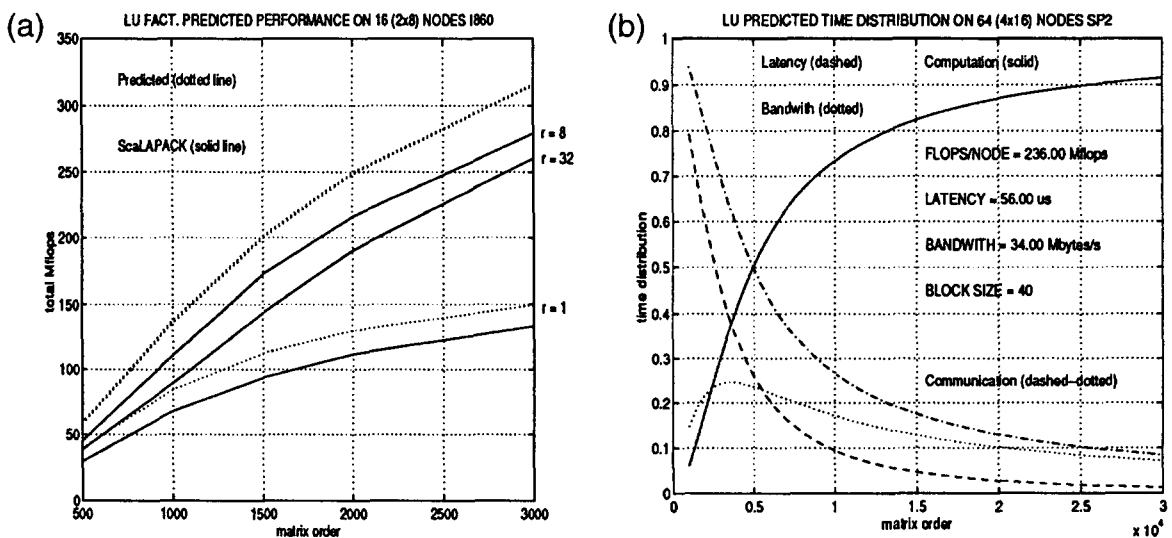 (a)
LU FACT. PREDICTED PERFORMANCE ON 16 (2x8) NODES I860
350
300
250
200
150
100
50
0
total Mflops
Predicted (dotted line)
ScaLAPACK (solid line)
r = 8
r = 32
r = 1
500 1000 1500 2000 2500 3000
matrix order
(b)
LU PREDICTED TIME DISTRIBUTION ON 64 (4x16) NODES SP2
1
0.9
0.8
0.7
0.6
0.5
0.4
0.3
0.2
0.1
0
time distribution
Latency (dashed)
Computation (solid)
Bandwith (dotted)
FLOPS/NODE = 236.00 Mflops
LATENCY = 56.00 us
BANDWITH = 34.00 Mbytes/s
BLOCK SIZE = 40
Communication (dashed-dotted)
0 0.5 1 1.5 2 2.5 3
matrix order
x 10^4